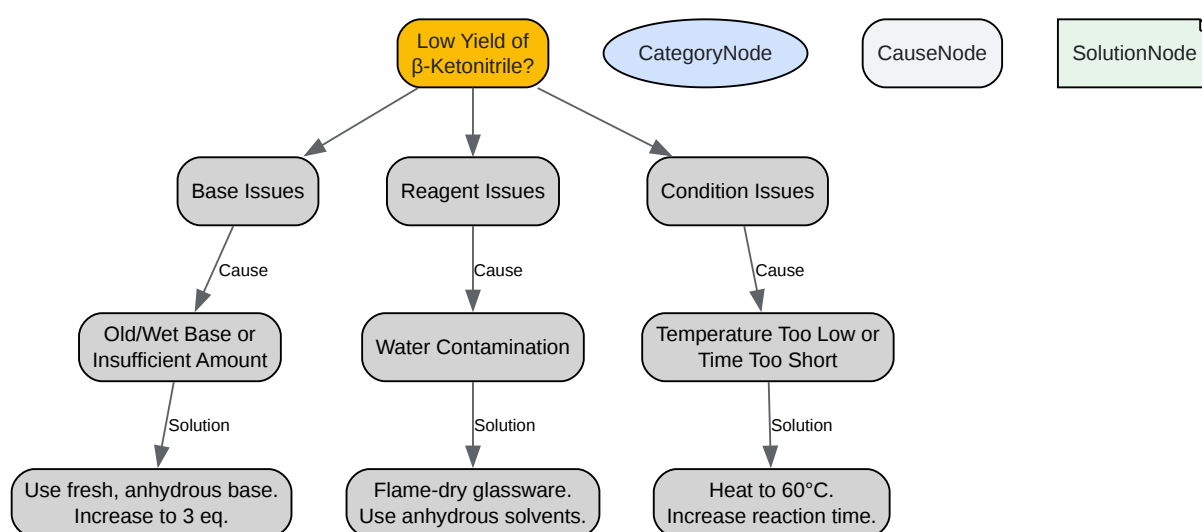 Low Yield of
β-Ketonitrile?
CategoryNode
CauseNode
SolutionNode
Base Issues
Reagent Issues
Condition Issues
Cause
Cause
Cause
Old/Wet Base or
Insufficient Amount
Water Contamination
Temperature Too Low or
Time Too Short
Solution
Solution
Solution
Use fresh, anhydrous base.
Increase to 3 eq.
Flame-dry glassware.
Use anhydrous solvents.
Heat to 60°C.
Increase reaction time.